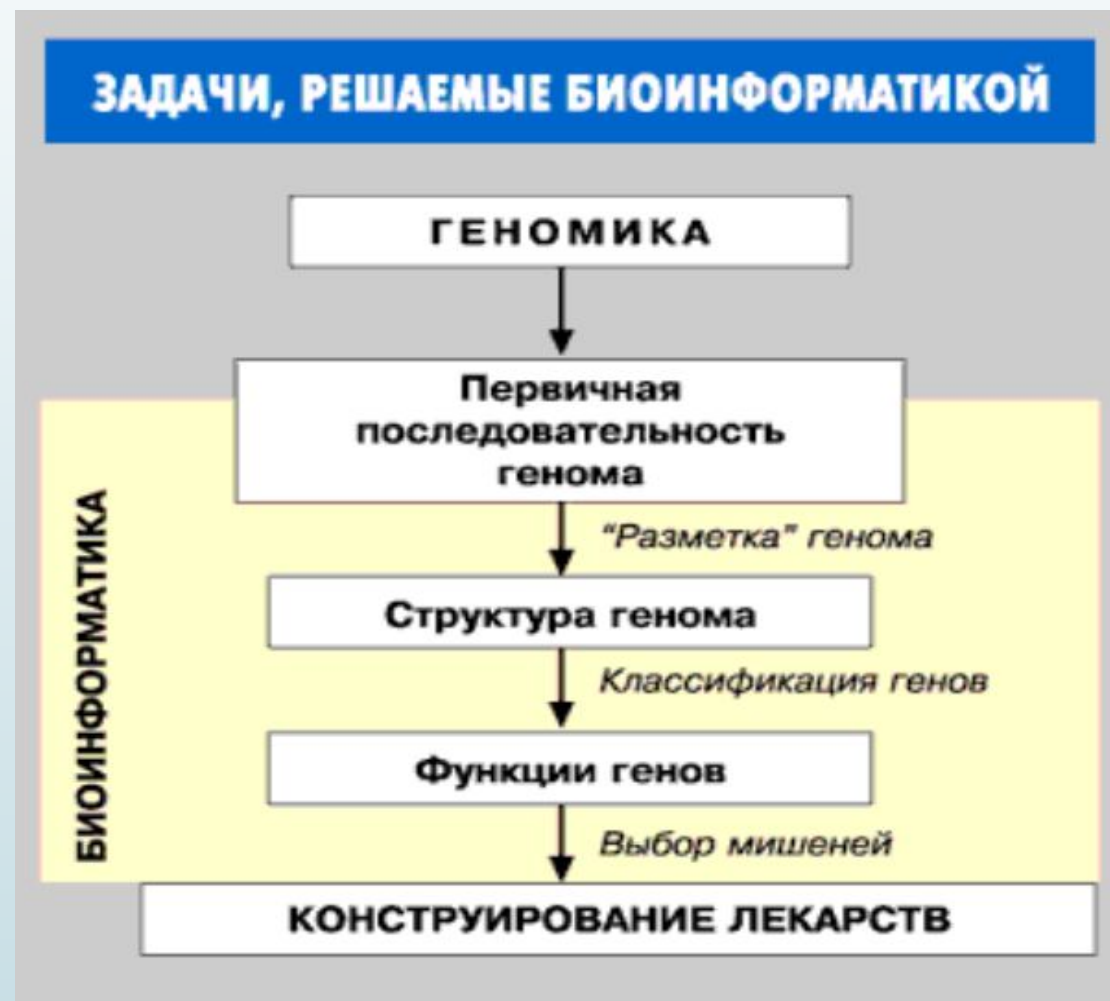 ЗАДАЧИ, РЕШАЕМЫЕ БИОИНФОРМАТИКОЙ
ГЕНОМИКА
Первичная
последовательность
генома
"Разметка" генома
Структура генома
Классификация генов
Функции генов
Выбор мишеней
КОНСТРУИРОВАНИЕ ЛЕКАРСТВ
БИОИНФОРМАТИКА